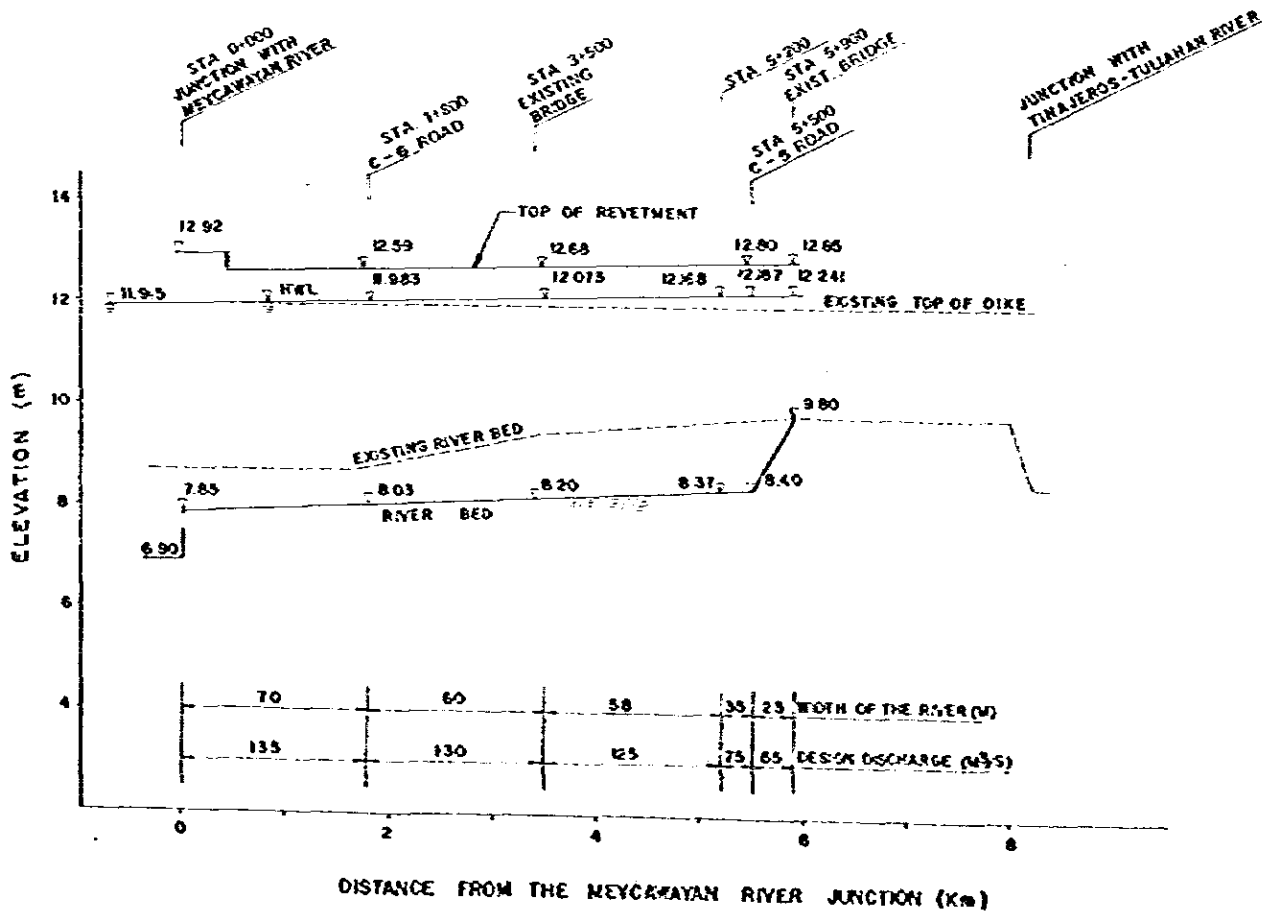 STA 0+000
JUNCTION WITH
MEYCAWAYAN RIVER
STA. 1+800
C-6 ROAD
STA 3+500
EXISTING
BRIDGE
STA 5+200
STA 5+900
EXIST. BRIDGE
STA 5+500
C-5 ROAD
JUNCTION WITH
TINAJEROS-TULIAHAN RIVER
ELEVATION (m)
14
12
10
8
6
4
TOP OF REVETMENT
12.92
12.59
12.68
12.80
12.85
11.945
HWL
11.983
12.073
12.168
12.187
12.241
EXISTING TOP OF DIKE
9.80
EXISTING RIVER BED
7.85
8.03
8.20
8.37
8.40
RIVER BED
6.90
70
60
58
35
25
WIDTH OF THE RIVER (M)
135
130
125
75
65
DESIGN DISCHARGE (M³/S)
0
2
4
6
8
DISTANCE FROM THE MEYCAWAYAN RIVER JUNCTION (Km)